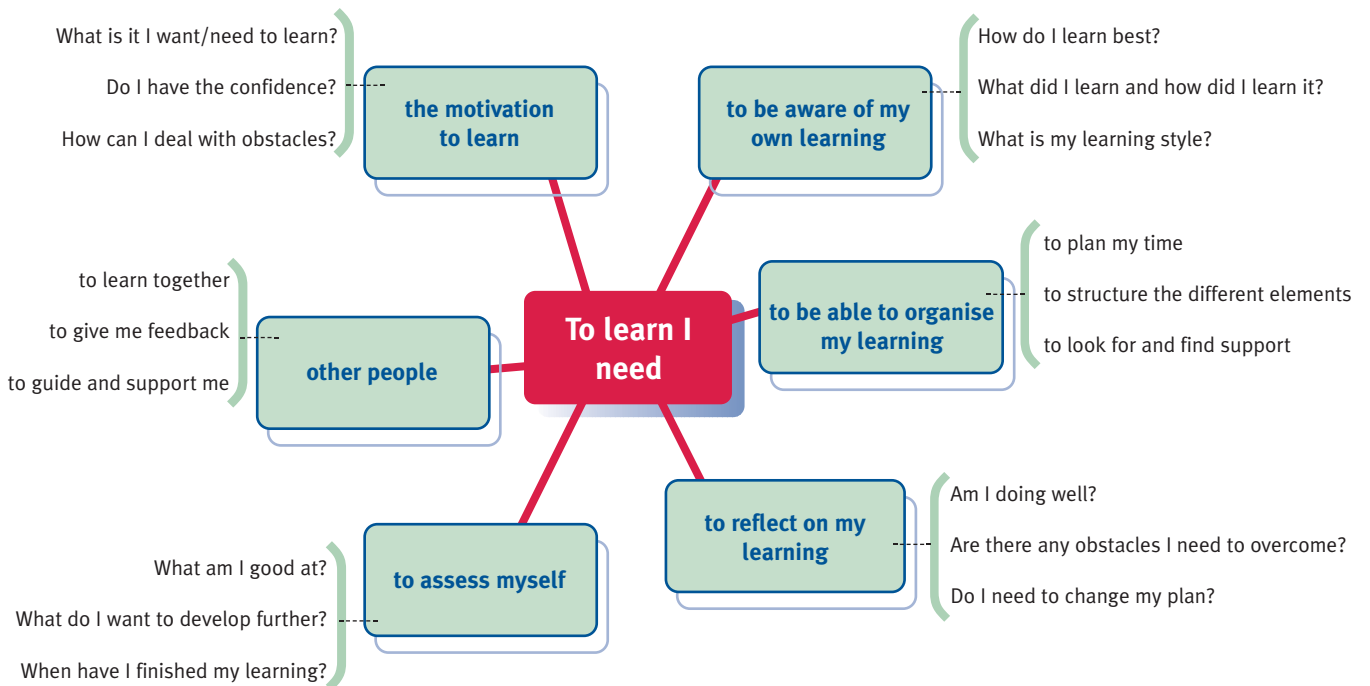 What is it I want/need to learn?
Do I have the confidence?
How can I deal with obstacles?
the motivation
to learn
to be aware of my
own learning
How do I learn best?
What did I learn and how did I learn it?
What is my learning style?
to learn together
to give me feedback
to guide and support me
other people
To learn I
need
to be able to organise
my learning
to plan my time
to structure the different elements
to look for and find support
What am I good at?
What do I want to develop further?
When have I finished my learning?
to assess myself
to reflect on my
learning
Am I doing well?
Are there any obstacles I need to overcome?
Do I need to change my plan?